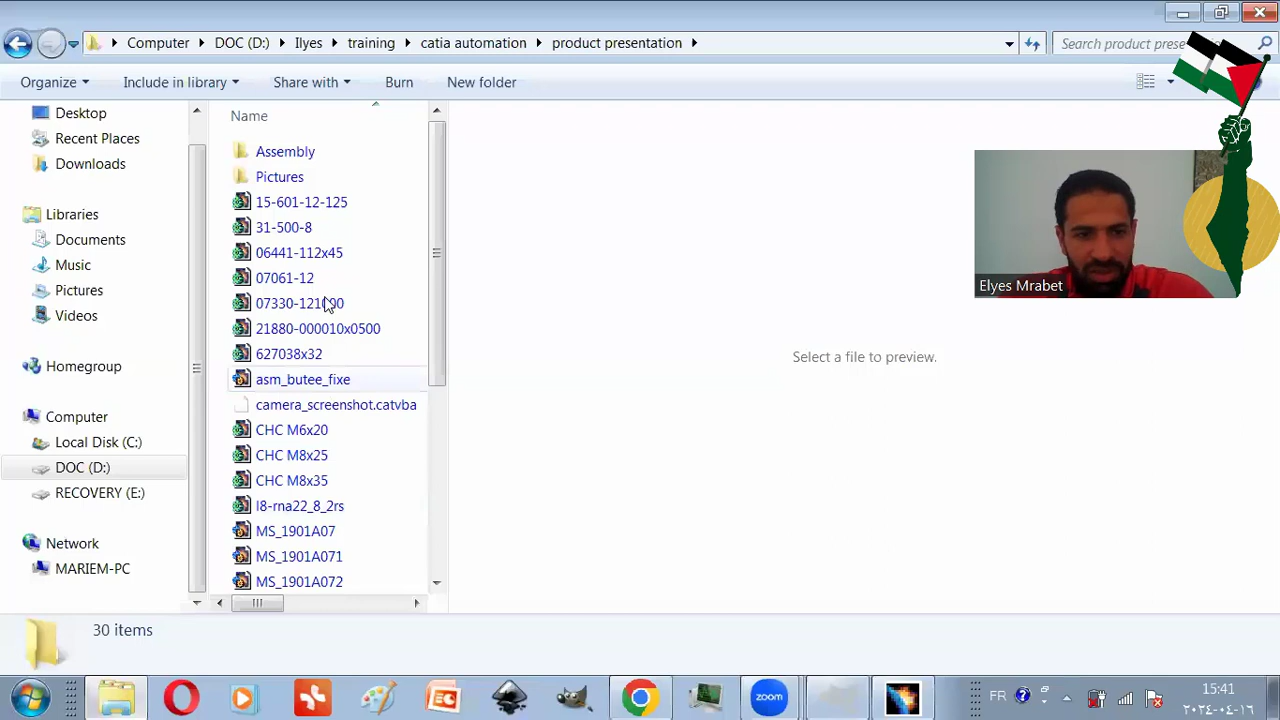 Computer
DOC (D:)
Ilyes
training
catia automation
product presentation
Search product prese
Organize
Include in library
Share with
Burn
New folder
Desktop
Recent Places
Downloads
Libraries
Documents
Music
Pictures
Videos
Homegroup
Computer
Local Disk (C:)
DOC (D:)
RECOVERY (E:)
Network
MARIEM-PC
Name
Assembly
Pictures
15-601-12-125
31-500-8
06441-112x45
07061-12
21880-000010x0500
627038x32
asm_butee_fixe
camera_screenshot.catvba
CHC M6x20
CHC M8x25
CHC M8x35
I8-rna22_8_2rs
MS_1901A07
MS_1901A071
MS_1901A072
Select a file to preview.
Elyes Mrabet
30 items
zoom
FR
15:41
٢٠٢٤-٠٤-١٦